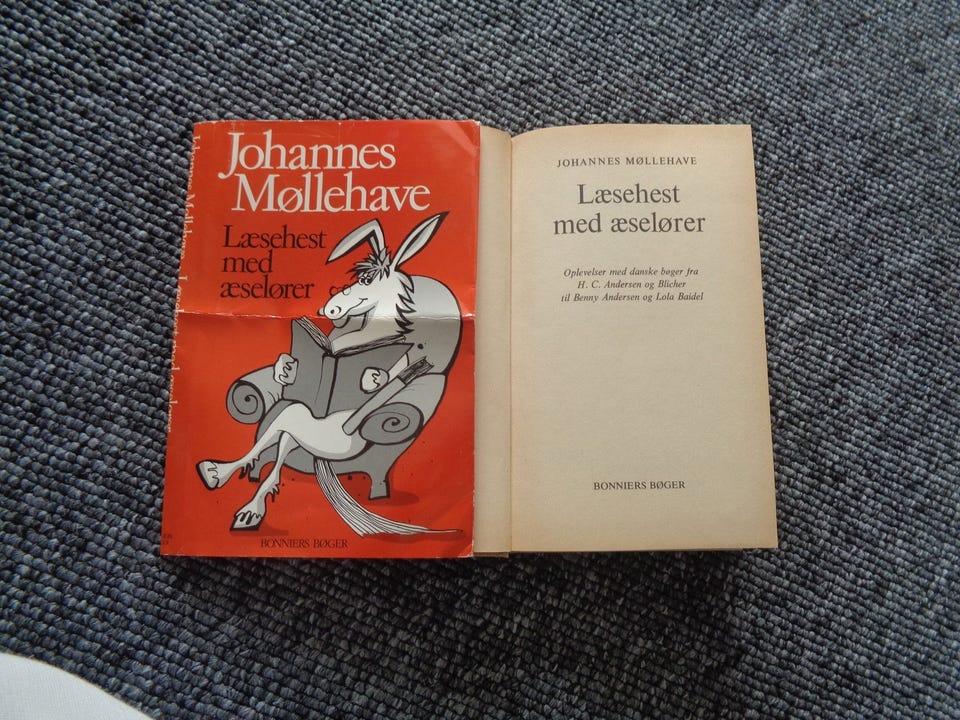 Johannes
Møllehave
Læsehest
med
æselører
BONNIERS BØGER
JOHANNES MØLLEHAVE
Læsehest
med æselører
Oplevelser med danske bøger fra
H. C. Andersen og Blicher
til Benny Andersen og Lola Baidel
BONNIERS BØGER